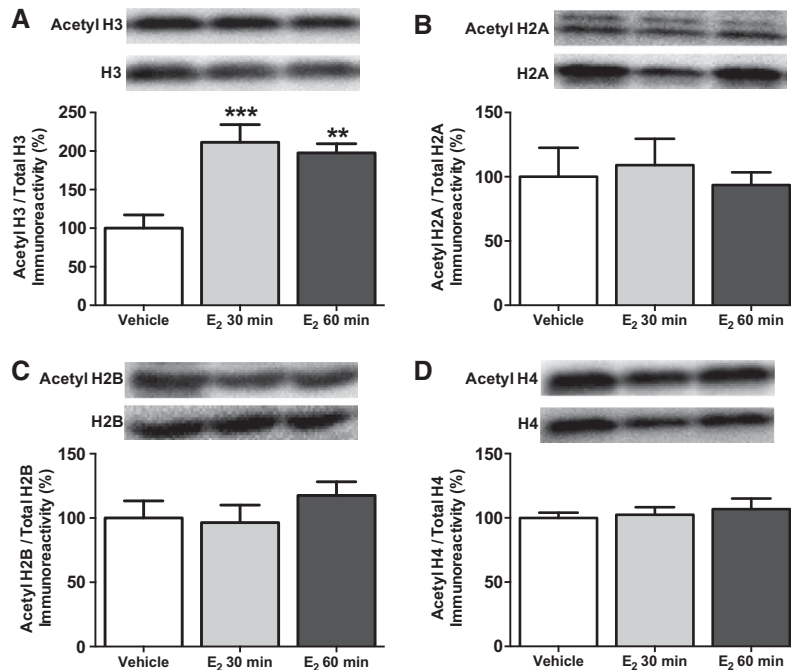 A
Acetyl H3
H3
Acetyl H3 / Total H3
Immunoreactivity (%)
250
200
150
100
50
0
***
**
Vehicle E₂ 30 min E₂ 60 min
B
Acetyl H2A
H2A
Acetyl H2A / Total H2A
Immunoreactivity (%)
150
100
50
0
Vehicle E₂ 30 min E₂ 60 min
C
Acetyl H2B
H2B
Acetyl H2B / Total H2B
Immunoreactivity (%)
150
100
50
0
Vehicle E₂ 30 min E₂ 60 min
D
Acetyl H4
H4
Acetyl H4 / Total H4
Immunoreactivity (%)
150
100
50
0
Vehicle E₂ 30 min E₂ 60 min